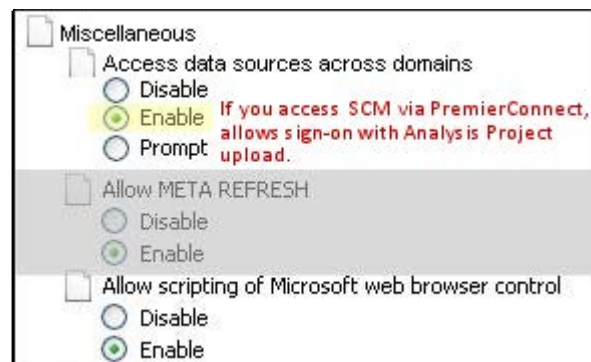 Miscellaneous
Access data sources across domains
Disable
Enable
If you access SCM via PremierConnect,
allows sign-on with Analysis Project
Prompt
upload.
Allow META REFRESH
Disable
Enable
Allow scripting of Microsoft web browser control
Disable
Enable